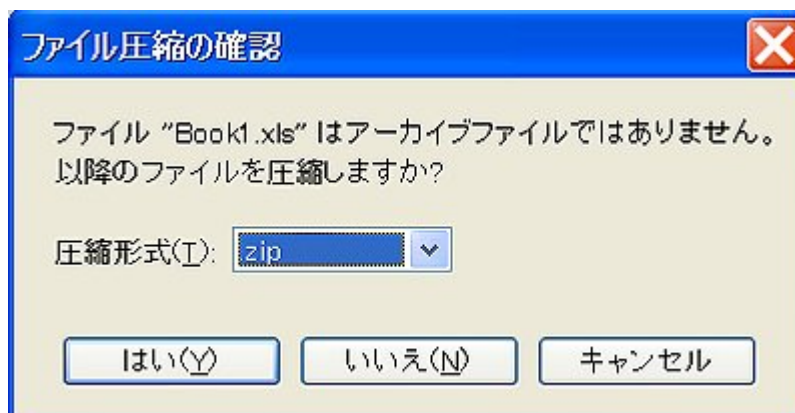 ファイル圧縮の確認
ファイル "Book1.xls" はアーカイブファイルではありません。
以降のファイルを圧縮しますか?
圧縮形式(T): zip
はい(Y) いいえ(N) キャンセル